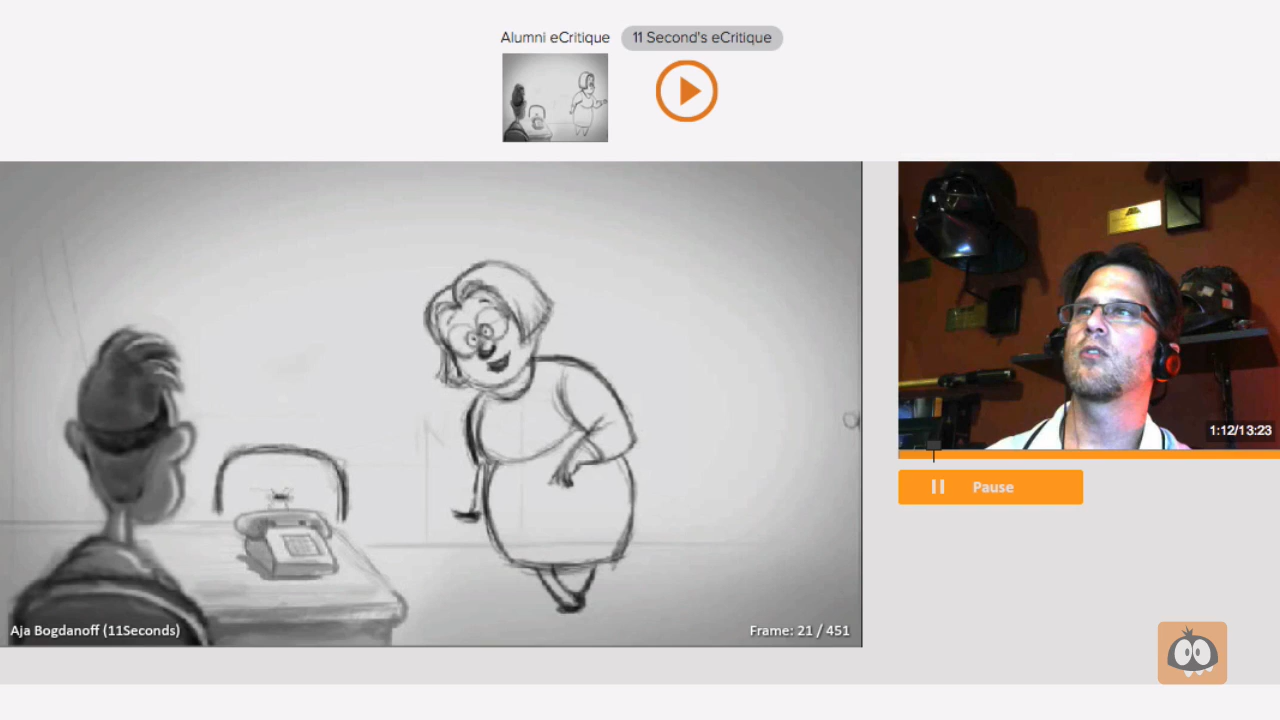 Alumni eCritique
11 Second's eCritique
1:12/13:23
Pause
Aja Bogdanoff (11Seconds)
Frame: 21 / 451